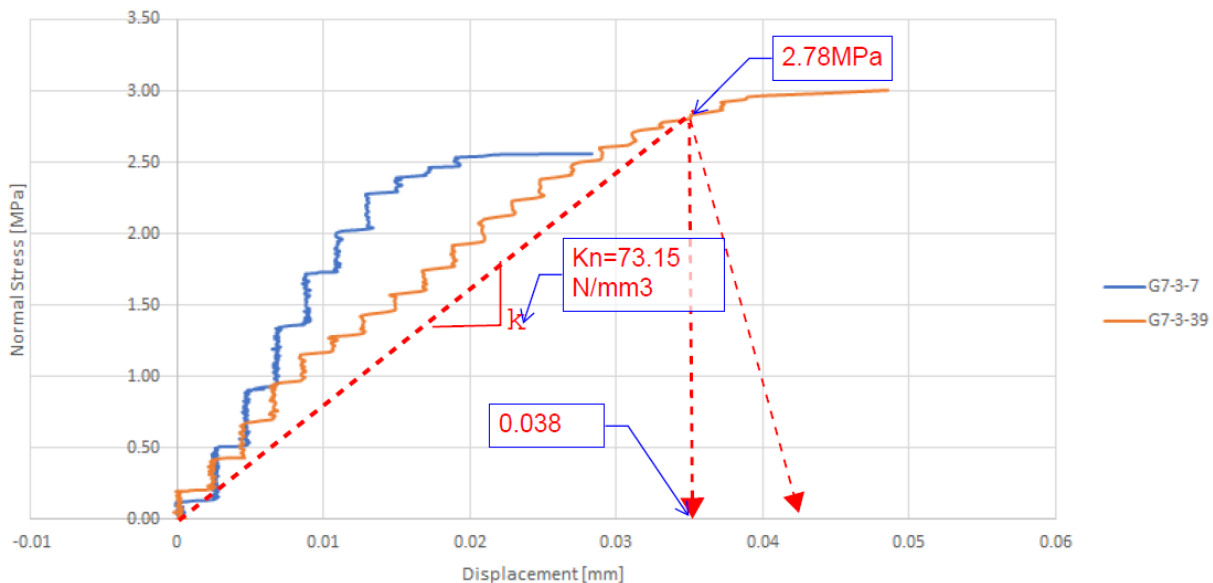 3.50
3.00
2.50
2.00
1.50
1.00
0.50
0.00
Normal Stress [MPa]
2.78MPa
Kn=73.15
N/mm3
k
0.038
G7-3-7
G7-3-39
-0.01
0
0.01
0.02
0.03
0.04
0.05
0.06
Displacement [mm]